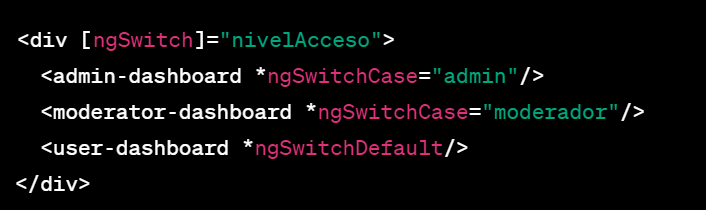 <div [ngSwitch]="nivelAcceso">
  <admin-dashboard *ngSwitchCase="admin"/>
  <moderator-dashboard *ngSwitchCase="moderador"/>
  <user-dashboard *ngSwitchDefault/>
</div>